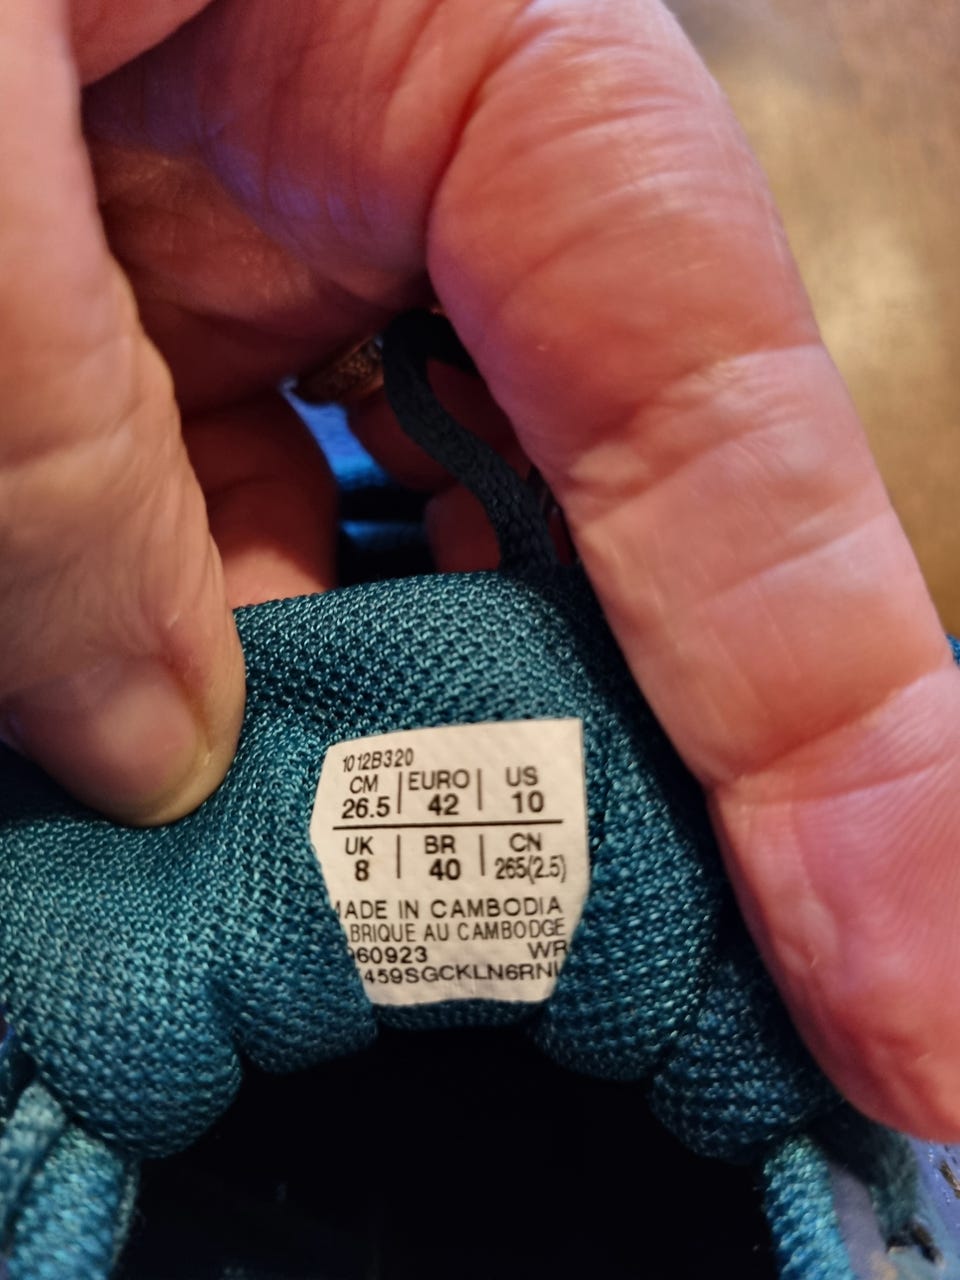 1012B320
CM | EURO | US
26.5 | 42 | 10
UK | BR | CN
8 | 40 | 265(2.5)
MADE IN CAMBODIA
BRIQUE AU CAMBODGE
060923 WR
459SGCKLN6RN